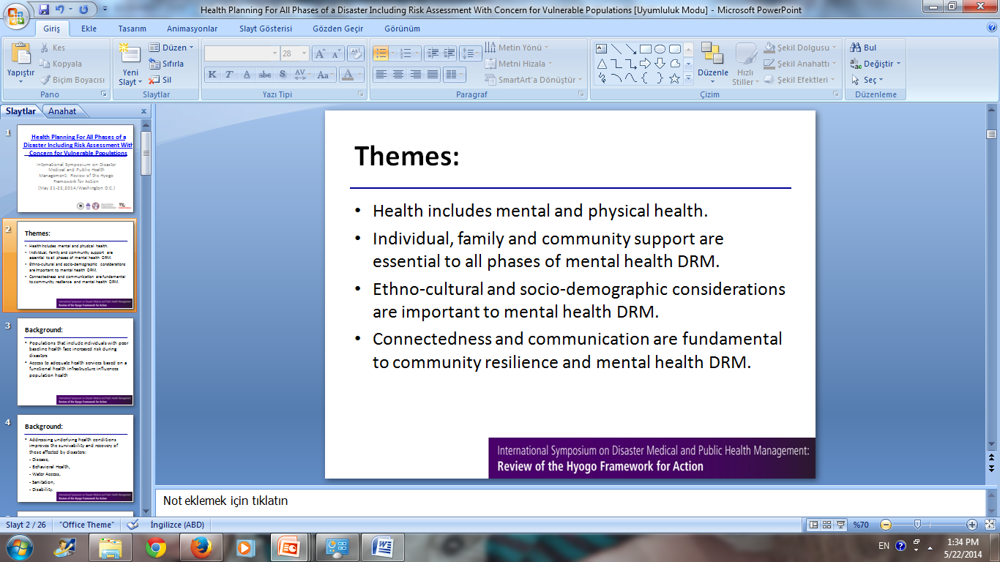 Health Planning For All Phases of a Disaster Including Risk Assessment With Concern for Vulnerable Populations [Uyumluluk Modu] - Microsoft PowerPoint
Giriş Ekle Tasarım Animasyonlar Slayt Gösterisi Gözden Geçir Görünüm
Yapıştır
Kes
Kopyala
Biçim Boyacısı
Pano
Yeni
Slayt
Düzen
Sıfırla
Sil
Slaytlar
28
Yazı Tipi
Metin Yönü
Metni Hizala
SmartArt'a Dönüştür
Paragraf
Düzenle
Hızlı
Stiller
Şekil Dolgusu
Şekil Anahattı
Şekil Efektleri
Çizim
Bul
Değiştir
Seç
Düzenleme
Slaytlar Anahat x
1
Health Planning For All Phases of a
Disaster Including Risk Assessment With
Concern for Vulnerable Populations
International Symposium on Disaster
Medical and Public Health
Management: Review of the Hyogo
Framework for Action
(May 21-22,2014/Washington D.C.)
2
Themes:
• Health includes mental and physical health.
• Individual, family and community support are
essential to all phases of mental health DRM.
• Ethno-cultural and socio-demographic considerations
are important to mental health DRM.
• Connectedness and communication are fundamental
to community resilience and mental health DRM.
International Symposium on Disaster Medical and Public Health Management:
Review of the Hyogo Framework for Action
3
Background:
• Populations that include individuals with poor
baseline health face increased risk during
disasters
• Access to adequate health services based on a
functional health infrastructure influences
population health
International Symposium on Disaster Medical and Public Health Management:
Review of the Hyogo Framework for Action
4
Background:
• Addressing underlying health conditions
improves the survivability and recovery of
those affected by disasters:
- Disease,
- Behavioral Health,
- Water Access,
- Sanitation,
- Disability,
International Symposium on Disaster Medical and Public Health Management:
Review of the Hyogo Framework for Action
Themes:
• Health includes mental and physical health.
• Individual, family and community support are
essential to all phases of mental health DRM.
• Ethno-cultural and socio-demographic considerations
are important to mental health DRM.
• Connectedness and communication are fundamental
to community resilience and mental health DRM.
International Symposium on Disaster Medical and Public Health Management:
Review of the Hyogo Framework for Action
Not eklemek için tıklatın
Slayt 2 / 26 "Office Theme" İngilizce (ABD) %70
EN 1:34 PM
5/22/2014